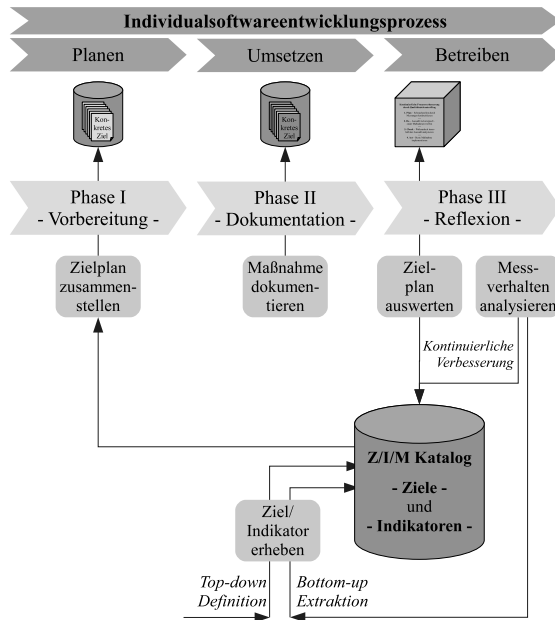 Individualsoftwareentwicklungsprozess
Planen
Umsetzen
Betreiben
Kon-
kretes
Ziel
Konkretes
Ziel
Phase I
- Vorbereitung -
Phase II
- Dokumentation -
Phase III
- Reflexion -
Zielplan
zusammen-
stellen
Maßnahme
dokumen-
tieren
Ziel-
plan
auswerten
Mess-
verhalten
analysieren
Kontinuierliche
Verbesserung
Z/I/M Katalog
- Ziele -
und
- Indikatoren -
Ziel/
Indikator
erheben
Top-down
Definition
Bottom-up
Extraktion